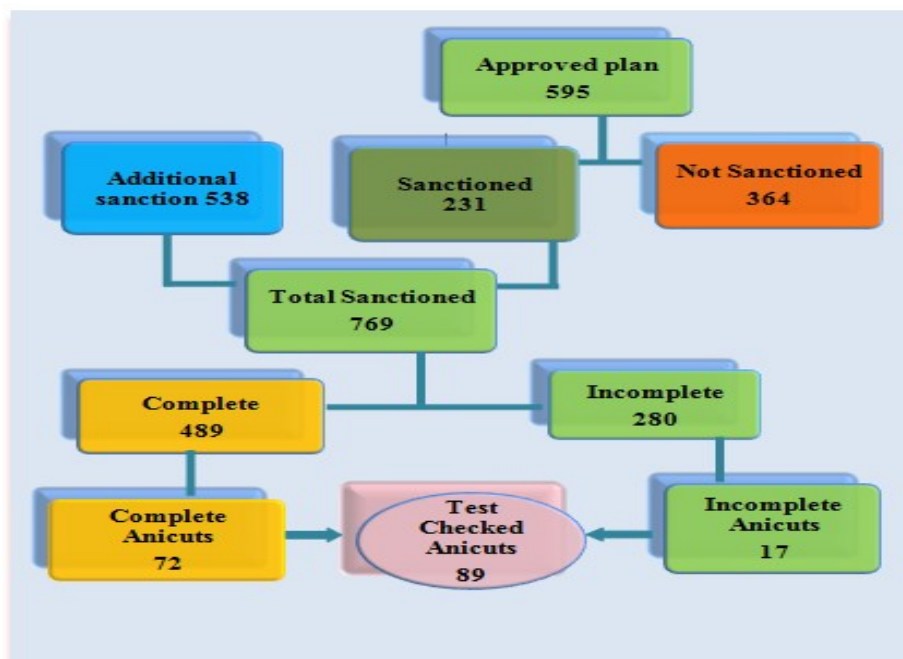 Approved plan
595
Additional
sanction 538
Sanctioned
231
Not Sanctioned
364
Total Sanctioned
769
Complete
489
Incomplete
280
Complete
Anicuts
72
Test
Checked
Anicuts
89
Incomplete
Anicuts
17